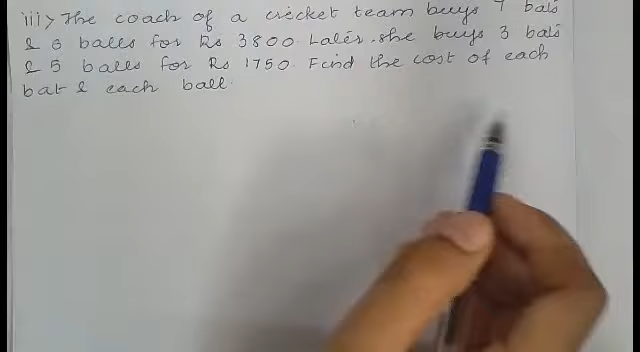 iii> The coach of a cricket team buys 7 bats
& 6 balls for Rs 3800. Later, she buys 3 bats
& 5 balls for Rs 1750. Find the cost of each
bat & each ball.